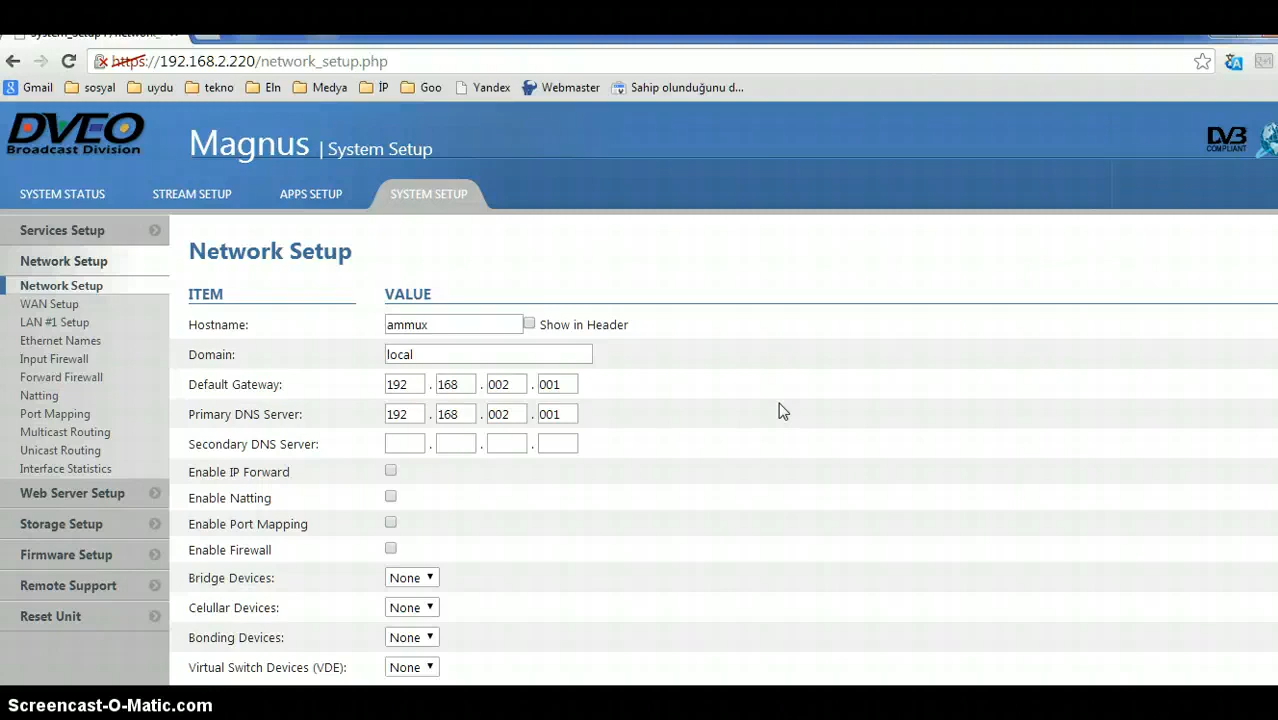 https://192.168.2.220/network_setup.php
Gmail sosyal uydu tekno Eln Medya İP Goo Yandex Webmaster Sahip olunduğunu d...
DVEO
Broadcast Division
Magnus | System Setup
DVB
COMPLIANT
SYSTEM STATUS STREAM SETUP APPS SETUP SYSTEM SETUP
Services Setup
Network Setup
Network Setup
WAN Setup
LAN #1 Setup
Ethernet Names
Input Firewall
Forward Firewall
Natting
Port Mapping
Multicast Routing
Unicast Routing
Interface Statistics
Web Server Setup
Storage Setup
Firmware Setup
Remote Support
Reset Unit
Network Setup
ITEM VALUE
Hostname: ammux Show in Header
Domain: local
Default Gateway: 192 . 168 . 002 . 001
Primary DNS Server: 192 . 168 . 002 . 001
Secondary DNS Server: . . .
Enable IP Forward
Enable Natting
Enable Port Mapping
Enable Firewall
Bridge Devices: None
Celullar Devices: None
Bonding Devices: None
Virtual Switch Devices (VDE): None
Screencast-O-Matic.com